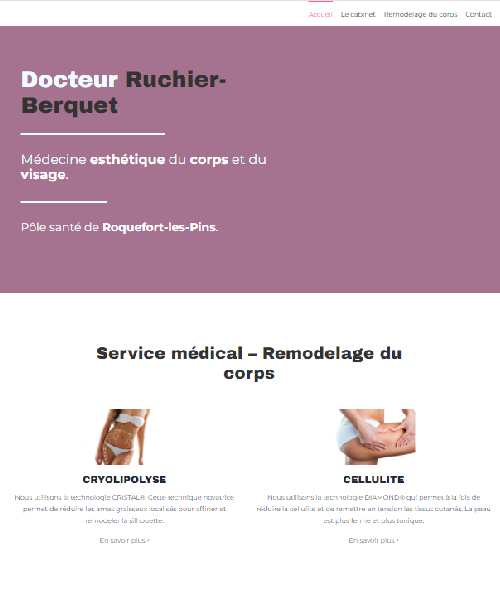 Accueil Le cabinet Remodelage du corps Contact
Docteur Ruchier-
Berquet
Médecine esthétique du corps et du
visage.
Pôle santé de Roquefort-les-Pins.
Service médical – Remodelage du
corps
CRYOLIPOLYSE
Nous utilisons la technologie CRISTAL® Cette technique novatrice
permet de réduire les amas graisseux localisés pour affiner et
remodeler la silhouette.
En savoir plus
CELLULITE
Nous utilisons la technologie DIAMOND® qui permet à la fois de
réduire la cellulite et de remettre en tension les tissus cutanés. La peau
est plus ferme et plus tonique.
En savoir plus